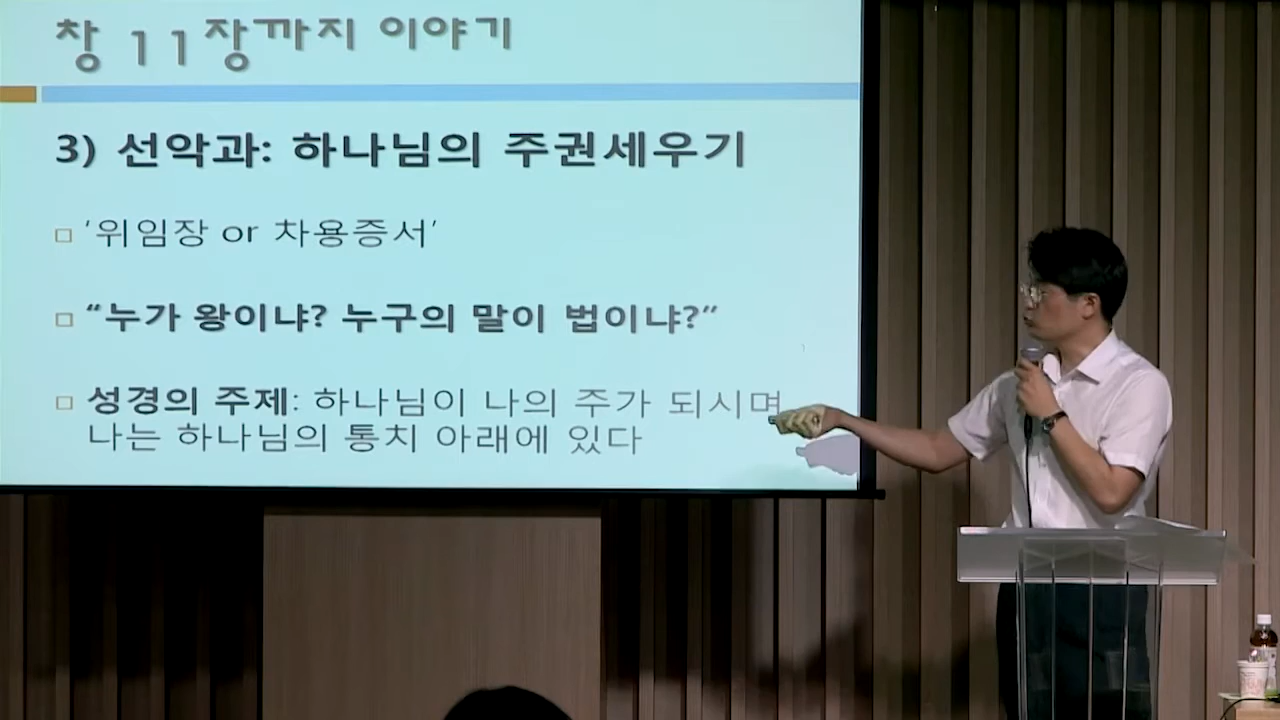 창 11장까지 이야기
3) 선악과: 하나님의 주권세우기
'위임장 or 차용증서'
“누가 왕이냐? 누구의 말이 법이냐?”
성경의 주제: 하나님이 나의 주가 되시며
나는 하나님의 통치 아래에 있다